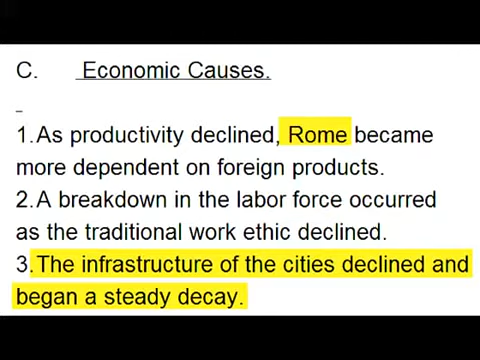 C. Economic Causes.
1.As productivity declined, Rome became
more dependent on foreign products.
2.A breakdown in the labor force occurred
as the traditional work ethic declined.
3.The infrastructure of the cities declined and
began a steady decay.